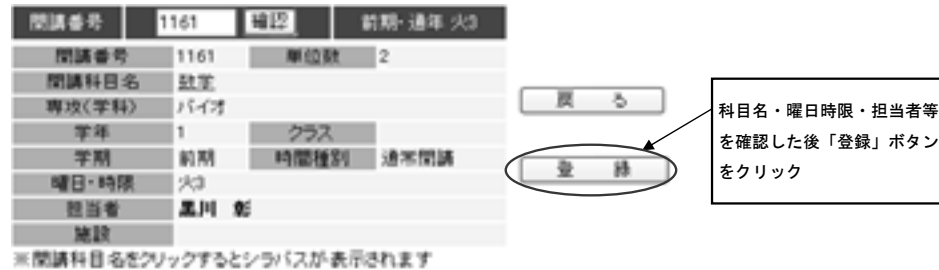 開講番号 1161 確認 前期・通年 火3
開講番号 1161 単位数 2
開講科目名 数学
専攻(学科) バイオ
学年 1 クラス
学期 前期 時間種別 通常開講
曜日・時限 火3
担当者 黒川 彰
施設
※開講科目名をクリックするとシラバスが表示されます
戻 る
登 録
科目名・曜日時限・担当者等
を確認した後「登録」ボタン
をクリック